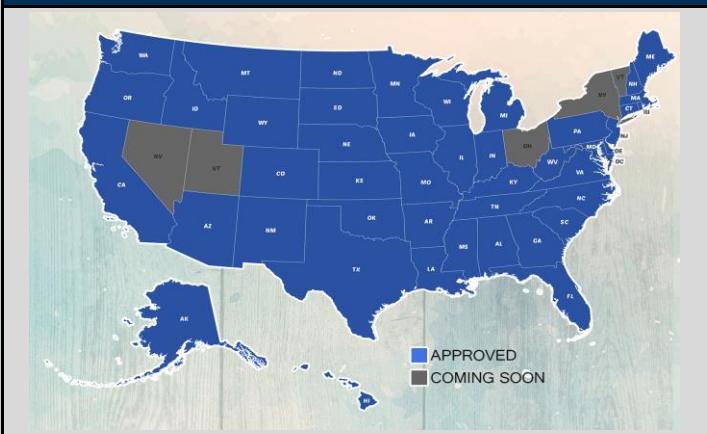 WA
MT
ND
MN
ME
OR
ID
SD
WI
MI
NY
VT
NH
MA
CT
RI
WY
IA
PA
NJ
NV
UT
NE
IL
IN
OH
MD
DE
DC
CA
CO
KS
MO
KY
WV
VA
AZ
NM
OK
AR
TN
NC
SC
TX
LA
MS
AL
GA
FL
AK
HI
APPROVED
COMING SOON